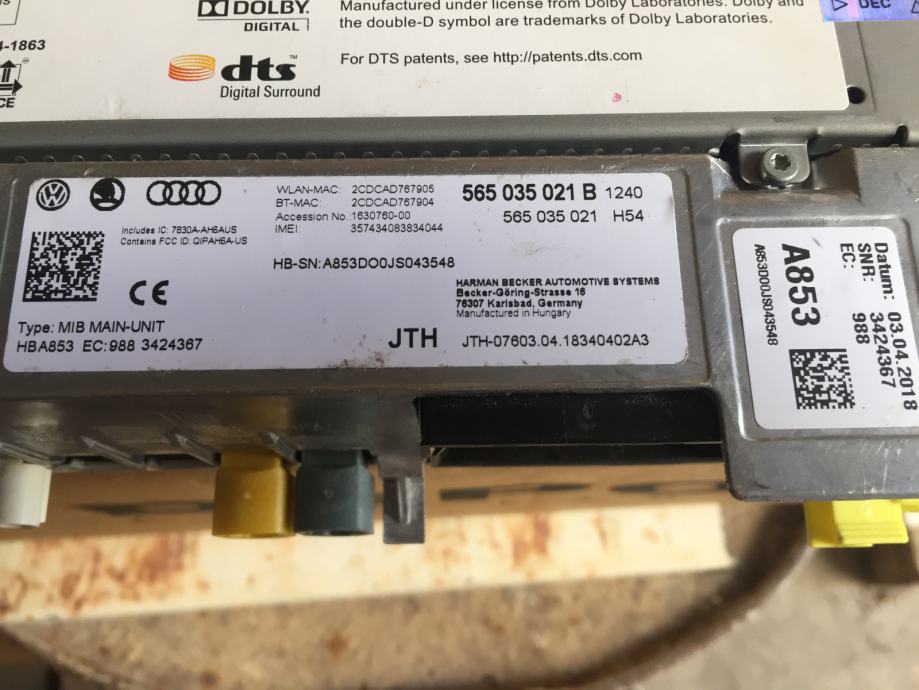 DOLBY
DIGITAL
Manufactured under license from Dolby Laboratories. Dolby and
the double-D symbol are trademarks of Dolby Laboratories.
-1863
dts™
Digital Surround
For DTS patents, see http://patents.dts.com
DEC
CE
Includes IC: 7830A-AH6AUS
Contains FCC ID: QIPAH6A-US
WLAN-MAC: 2CDCAD767905
BT-MAC: 2CDCAD767904
Accession No. 1630760-00
IMEI: 357434083834044
565 035 021 B 1240
565 035 021 H54
HB-SN: A853DO0JS043548
HARMAN BECKER AUTOMOTIVE SYSTEMS
Becker-Göring-Strasse 16
76307 Karlsbad, Germany
Manufactured in Hungary
CE
Type: MIB MAIN-UNIT
HBA853 EC:988 3424367
JTH
JTH-07603.04.18340402A3
Datum: 03.04.2018
SNR: 3424367
EC: 988
A853
A853D00JS043548